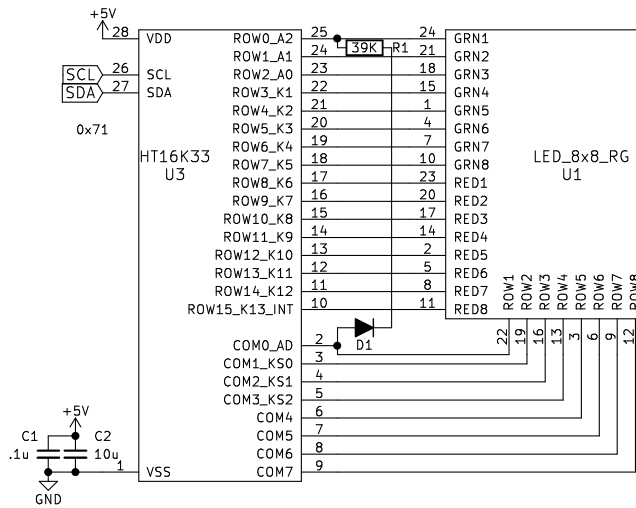 +5V
28 VDD ROW0_A2 25 24 GRN1
39K R1
ROW1_A1 24 21 GRN2
SCL 26 SCL ROW2_A0 23 18 GRN3
SDA 27 SDA ROW3_K1 22 15 GRN4
ROW4_K2 21 1 GRN5
0x71 ROW5_K3 20 4 GRN6
HT16K33 ROW6_K4 19 7 GRN7 LED_8x8_RG
U3 ROW7_K5 18 10 GRN8 U1
ROW8_K6 17 23 RED1
ROW9_K7 16 20 RED2
ROW10_K8 15 17 RED3
ROW11_K9 14 14 RED4
ROW12_K10 13 2 RED5
ROW13_K11 12 5 RED6
ROW14_K12 11 8 RED7
ROW15_K13_INT 10 11 RED8
ROW1 ROW2 ROW3 ROW4 ROW5 ROW6 ROW7 ROW8
22 19 16 13 3 6 9 12
COM0_AD 2 D1
COM1_KS0 3
COM2_KS1 4
COM3_KS2 5
COM4 6
+5V
COM5 7
C1 C2
.1u 10u COM6 8
1 VSS COM7 9
GND